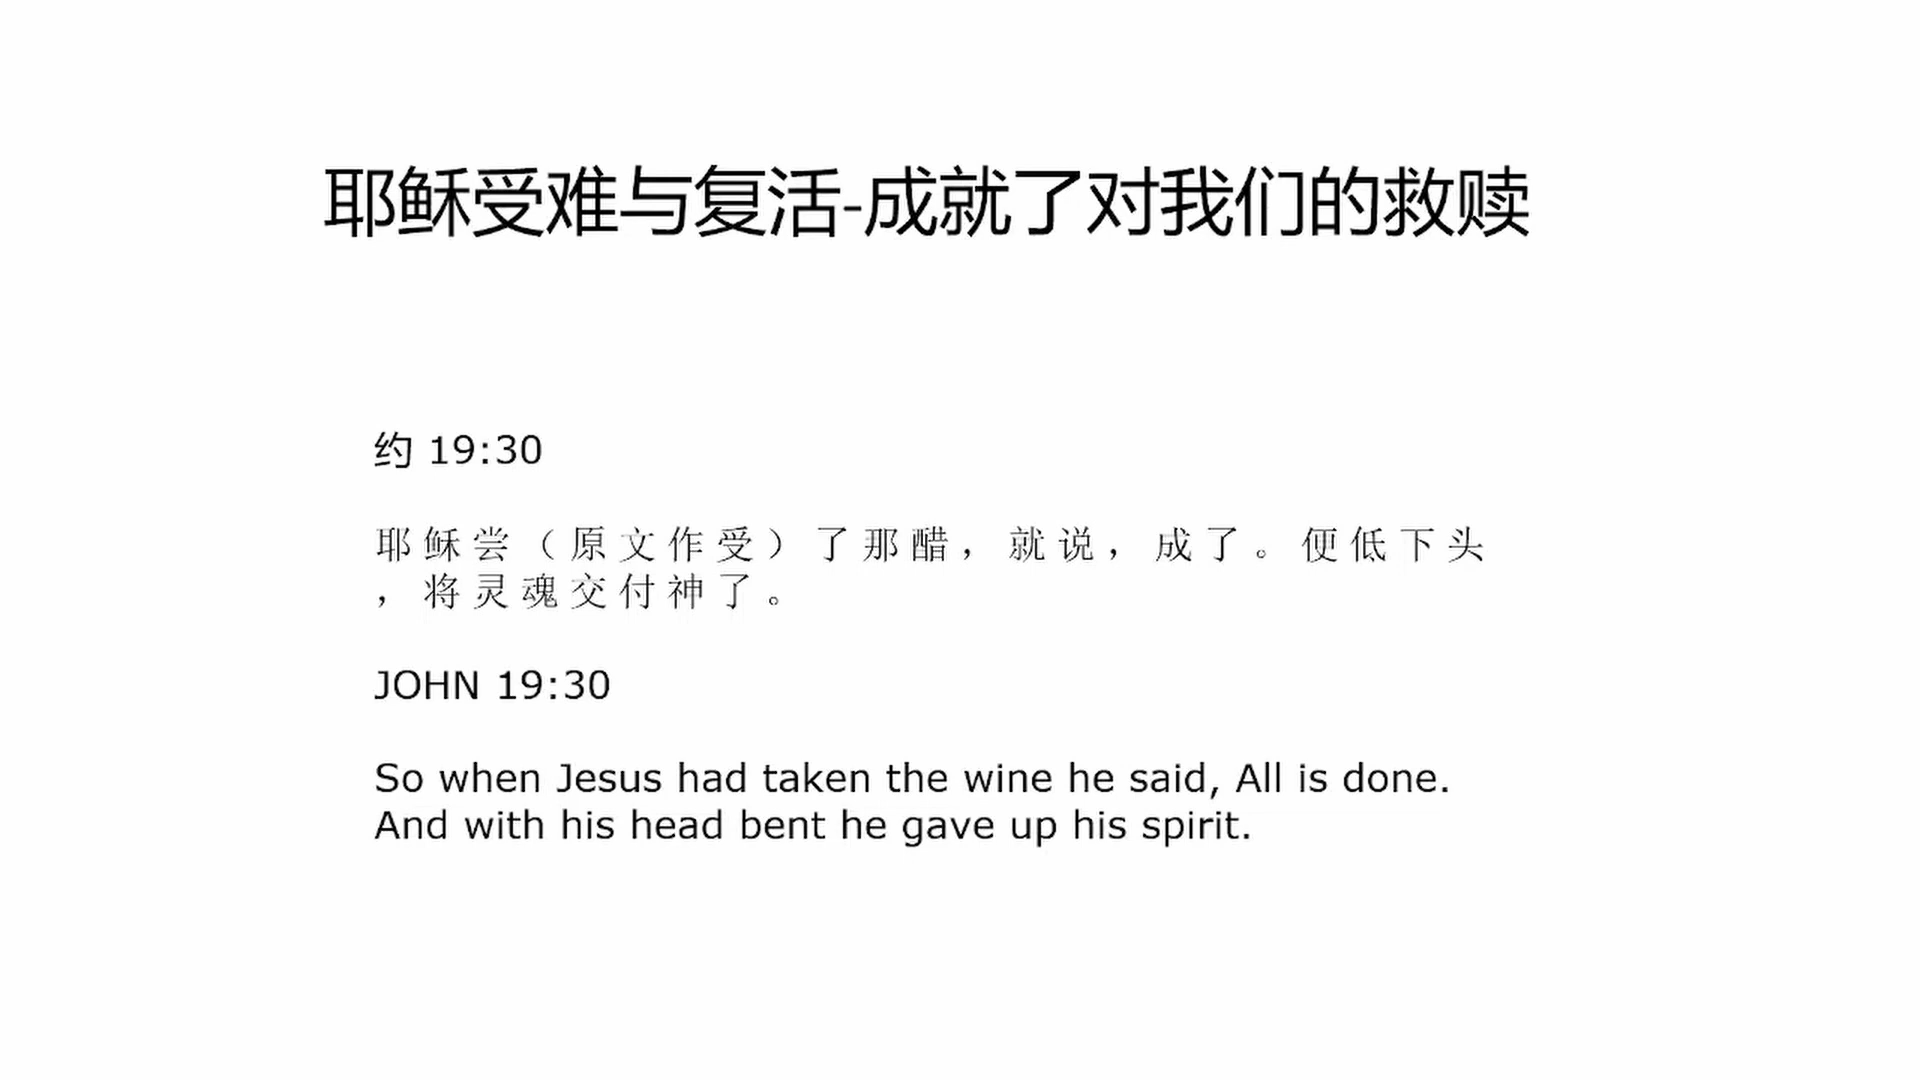 耶稣受难与复活-成就了对我们的救赎
约 19:30
耶稣尝（原文作受）了那醋，就说，成了。便低下头
，将灵魂交付神了。
JOHN 19:30
So when Jesus had taken the wine he said, All is done.
And with his head bent he gave up his spirit.